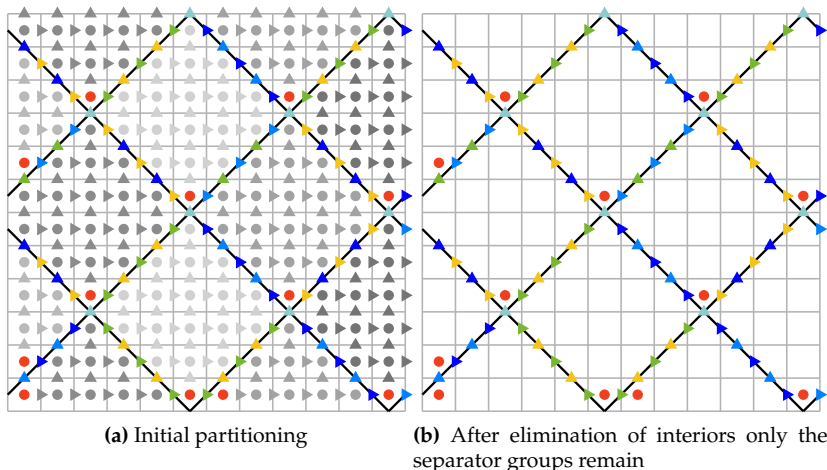 (a) Initial partitioning
(b) After elimination of interiors only the
separator groups remain